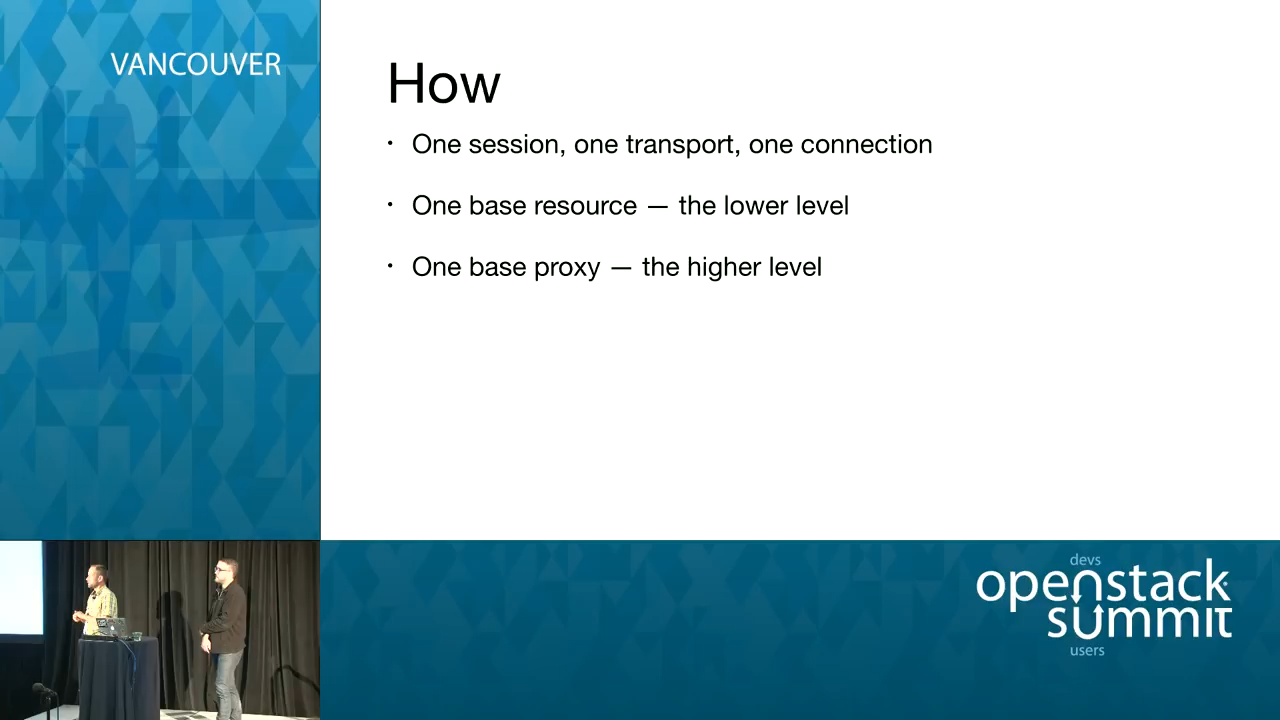 VANCOUVER
How
• One session, one transport, one connection
• One base resource — the lower level
• One base proxy — the higher level
devs
openstack
summit
users